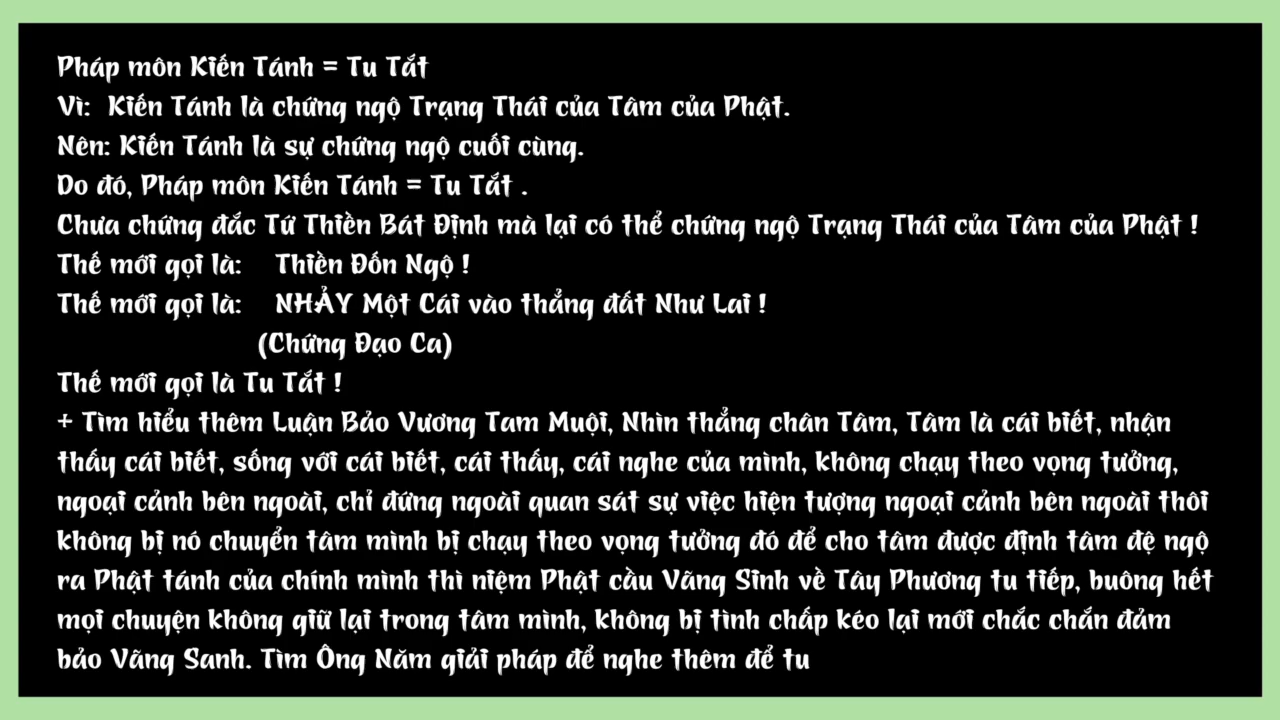 Pháp môn Kiến Tánh = Tu Tắt
Vì: Kiến Tánh là chứng ngộ Trạng Thái của Tâm của Phật.
Nên: Kiến Tánh là sự chứng ngộ cuối cùng.
Do đó, Pháp môn Kiến Tánh = Tu Tắt .
Chưa chứng đắc Tứ Thiền Bát Định mà lại có thể chứng ngộ Trạng Thái của Tâm của Phật !
Thế mới gọi là: Thiền Đốn Ngộ !
Thế mới gọi là: NHẢY Một Cái vào thẳng đất Như Lai !
(Chứng Đạo Ca)
Thế mới gọi là Tu Tắt !
+ Tìm hiểu thêm Luận Bảo Vương Tam Muội, Nhìn thẳng chân Tâm, Tâm là cái biết, nhận
thấy cái biết, sống với cái biết, cái thấy, cái nghe của mình, không chạy theo vọng tưởng,
ngoại cảnh bên ngoài, chỉ đứng ngoài quan sát sự việc hiện tượng ngoại cảnh bên ngoài thôi
không bị nó chuyển tâm mình bị chạy theo vọng tưởng đó để cho tâm được định tâm đệ ngộ
ra Phật tánh của chính mình thì niệm Phật cầu Vãng Sinh về Tây Phương tu tiếp, buông hết
mọi chuyện không giữ lại trong tâm mình, không bị tình chấp kéo lại mới chắc chắn đảm
bảo Vãng Sanh. Tìm Ông Năm giải pháp để nghe thêm để tu